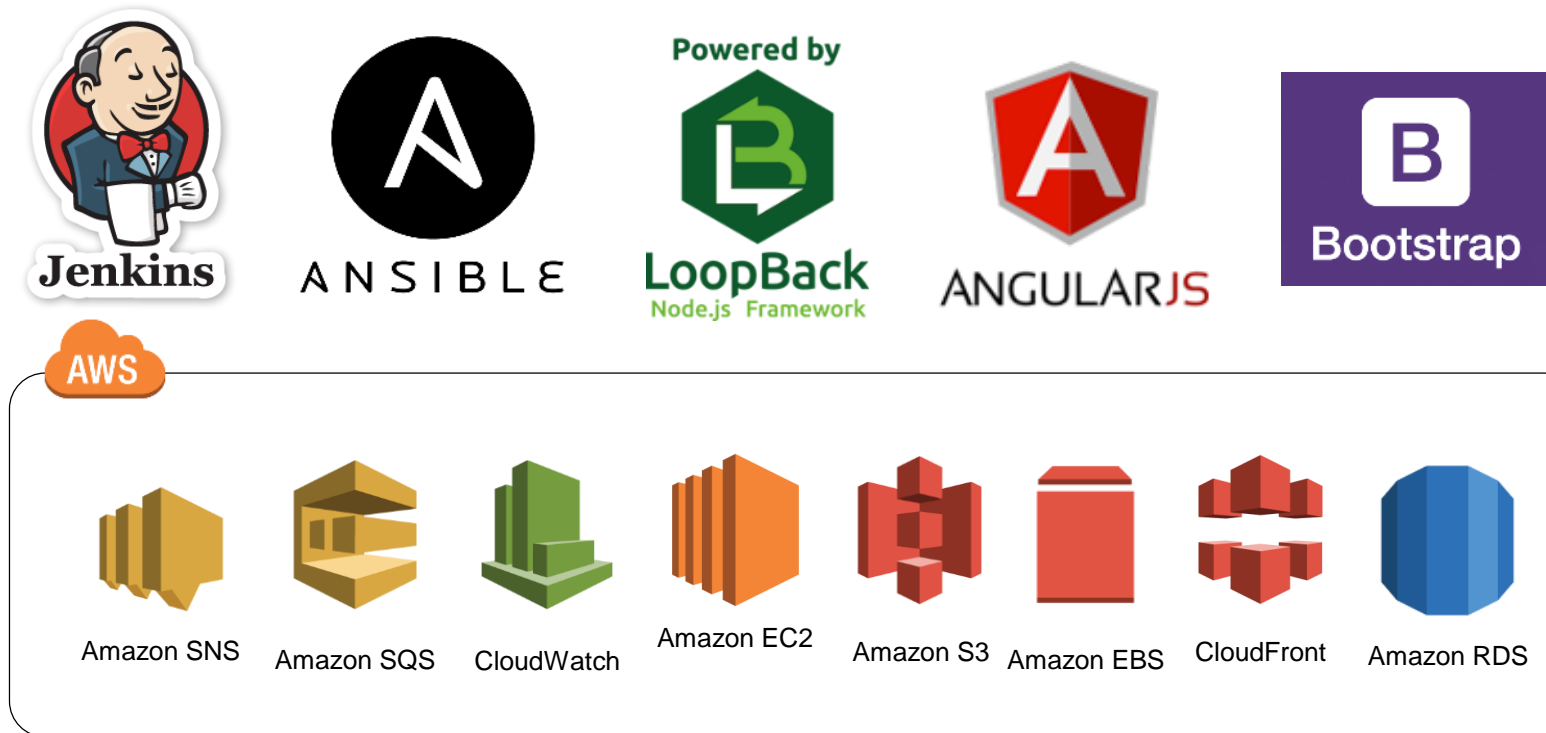 Powered by
Jenkins
ANSIBLE
LoopBack
Node.js Framework
ANGULARJS
B
Bootstrap
AWS
Amazon SNS
Amazon SQS
CloudWatch
Amazon EC2
Amazon S3
Amazon EBS
CloudFront
Amazon RDS